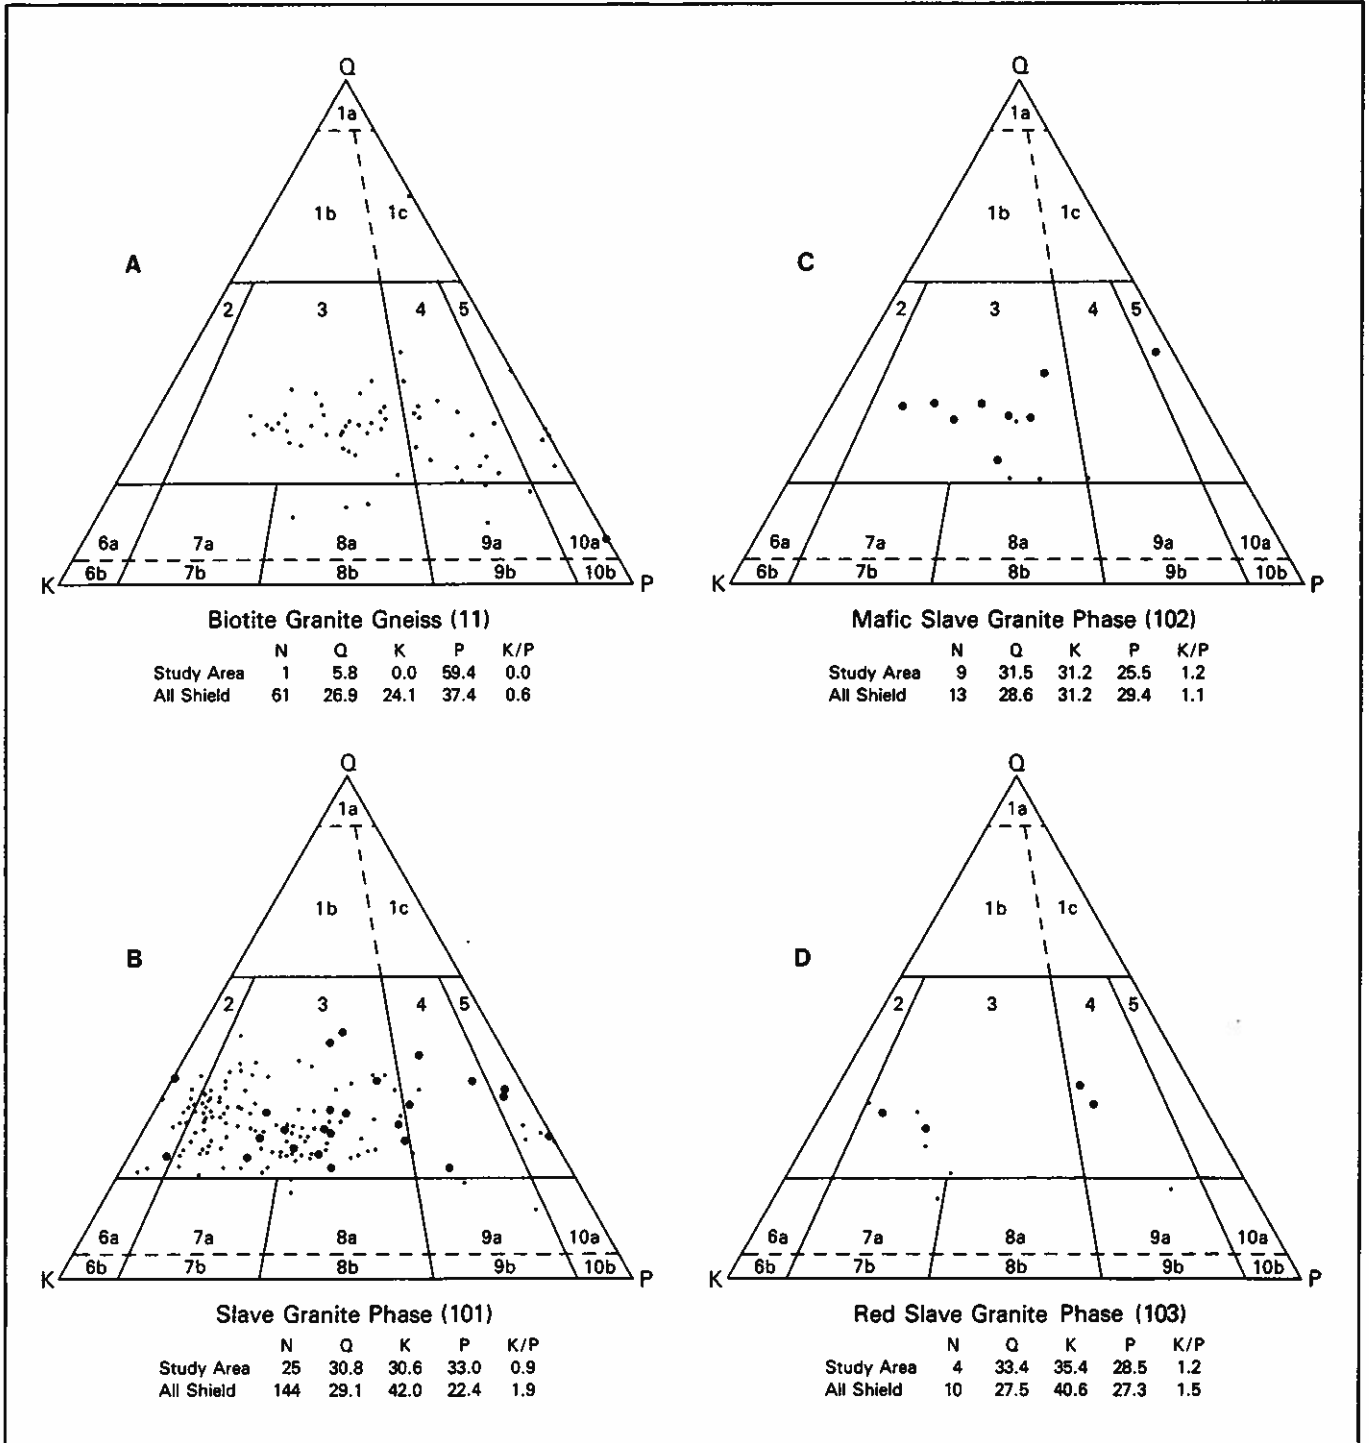 Q
1a
1b 1c
A
2 3 4 5
6a 7a 8a 9a 10a
6b 7b 8b 9b 10b
K P
Biotite Granite Gneiss (11)
N Q K P K/P
Study Area 1 5.8 0.0 59.4 0.0
All Shield 61 26.9 24.1 37.4 0.6
Q
1a
1b 1c
C
2 3 4 5
6a 7a 8a 9a 10a
6b 7b 8b 9b 10b
K P
Mafic Slave Granite Phase (102)
N Q K P K/P
Study Area 9 31.5 31.2 25.5 1.2
All Shield 13 28.6 31.2 29.4 1.1
Q
1a
1b 1c
B
2 3 4 5
6a 7a 8a 9a 10a
6b 7b 8b 9b 10b
K P
Slave Granite Phase (101)
N Q K P K/P
Study Area 25 30.8 30.6 33.0 0.9
All Shield 144 29.1 42.0 22.4 1.9
Q
1a
1b 1c
D
2 3 4 5
6a 7a 8a 9a 10a
6b 7b 8b 9b 10b
K P
Red Slave Granite Phase (103)
N Q K P K/P
Study Area 4 33.4 35.4 28.5 1.2
All Shield 10 27.5 40.6 27.3 1.5